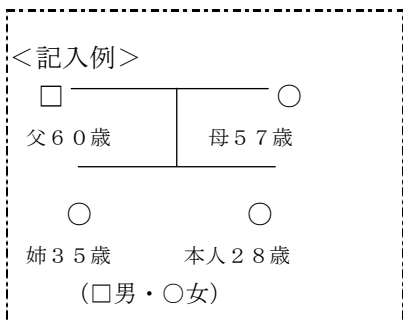 ＜記入例＞
□ ○
父６０歳 母５７歳
○ ○
姉３５歳 本人２８歳
（□男・○女）